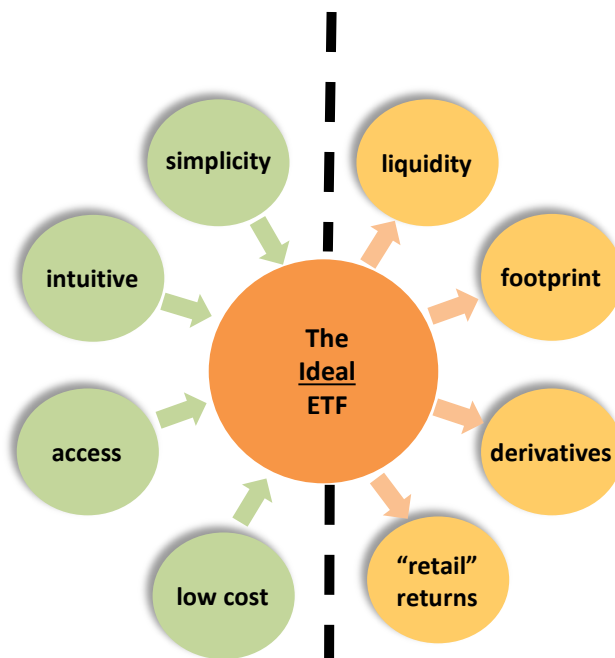 simplicity
liquidity
intuitive
footprint
The
Ideal
ETF
access
derivatives
low cost
“retail”
returns